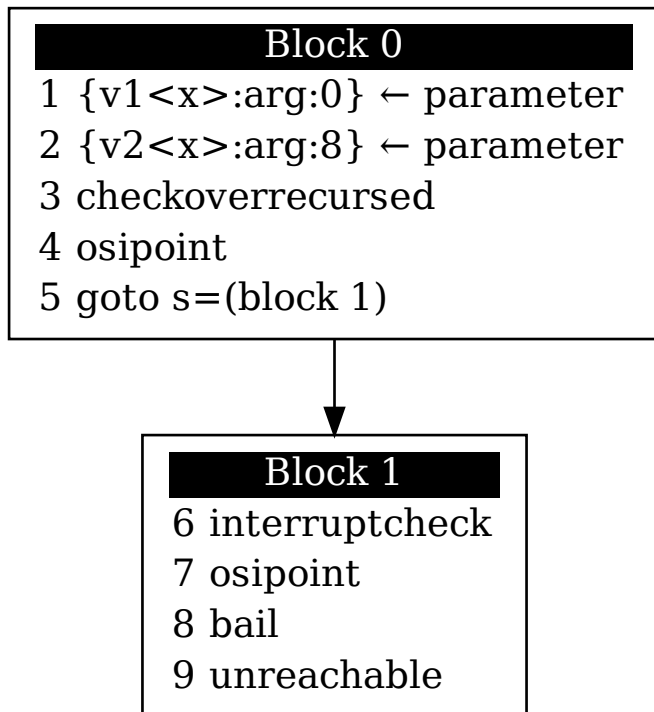 Block 0
1 {v1<x>:arg:0} ← parameter
2 {v2<x>:arg:8} ← parameter
3 checkoverrecursed
4 osipoint
5 goto s=(block 1)
Block 1
6 interruptcheck
7 osipoint
8 bail
9 unreachable